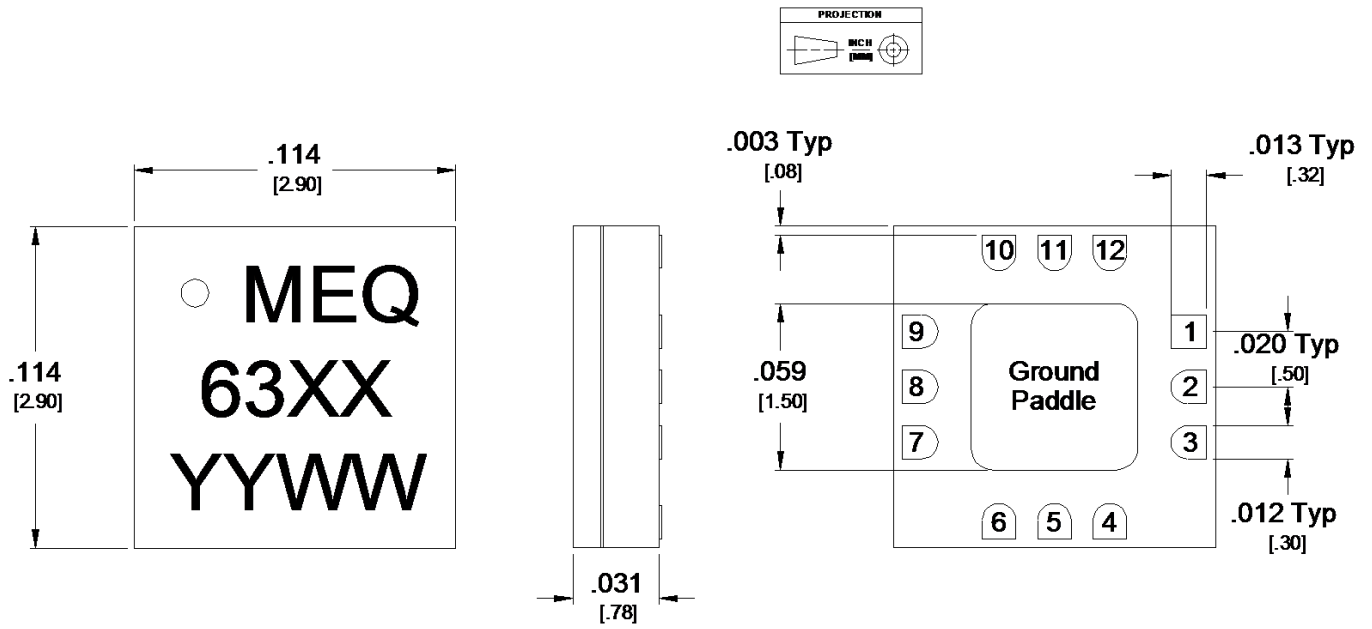 PROJECTION
INCH
[MM]
.114
[2.90]
.114
[2.90]
MEQ
63XX
YYWW
.031
[.78]
.003 Typ
[.08]
.013 Typ
[.32]
10 11 12
9
8
7
1
2
3
.059
[1.50]
Ground
Paddle
.020 Typ
[.50]
6 5 4
.012 Typ
[.30]